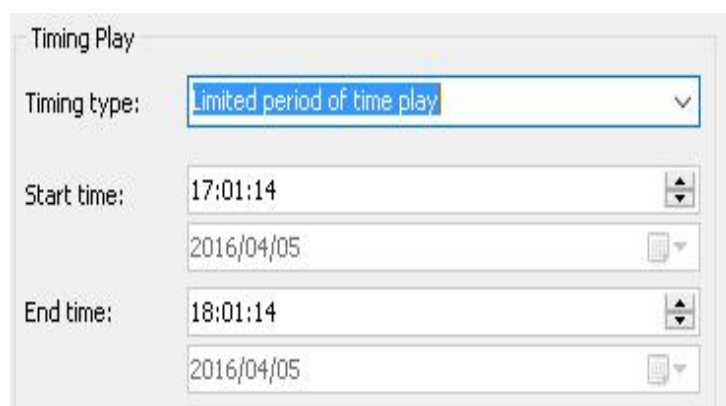 Timing Play
Timing type: Limited period of time play
Start time: 17:01:14
2016/04/05
End time: 18:01:14
2016/04/05